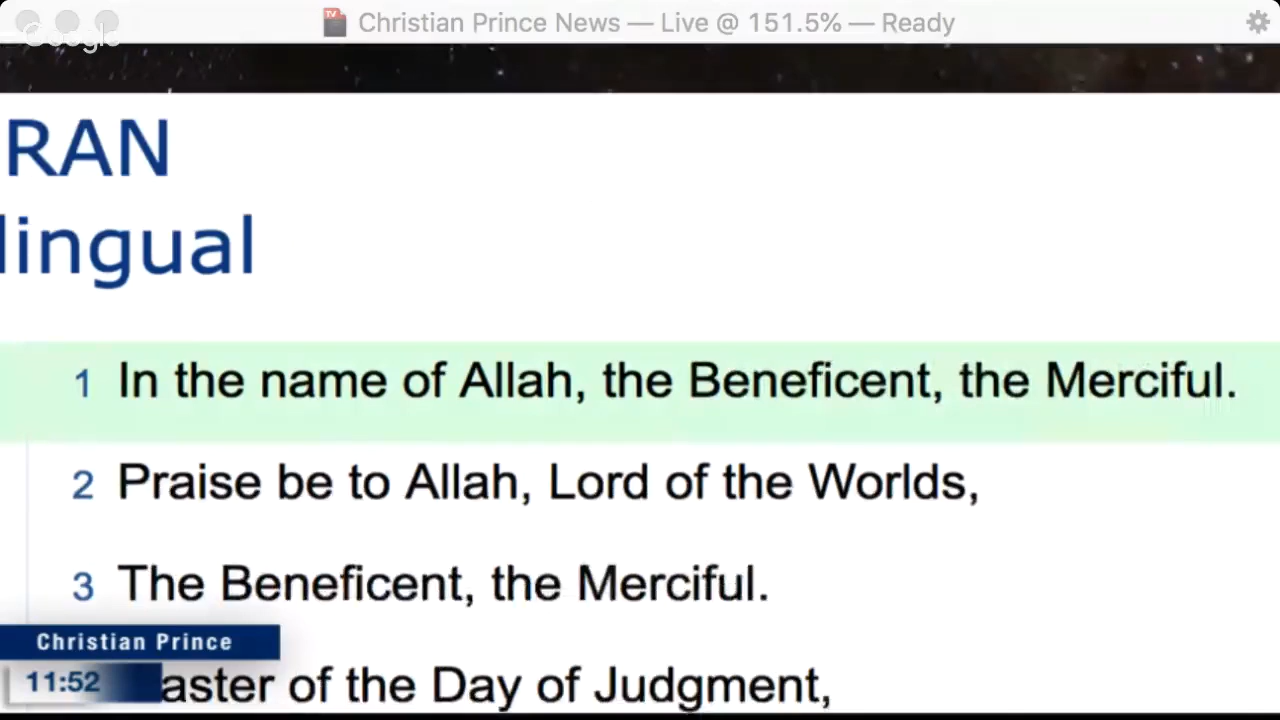 Christian Prince News — Live @ 151.5% — Ready
Google
RAN
lingual
1 In the name of Allah, the Beneficent, the Merciful.
2 Praise be to Allah, Lord of the Worlds,
3 The Beneficent, the Merciful.
Christian Prince
11:52
aster of the Day of Judgment,